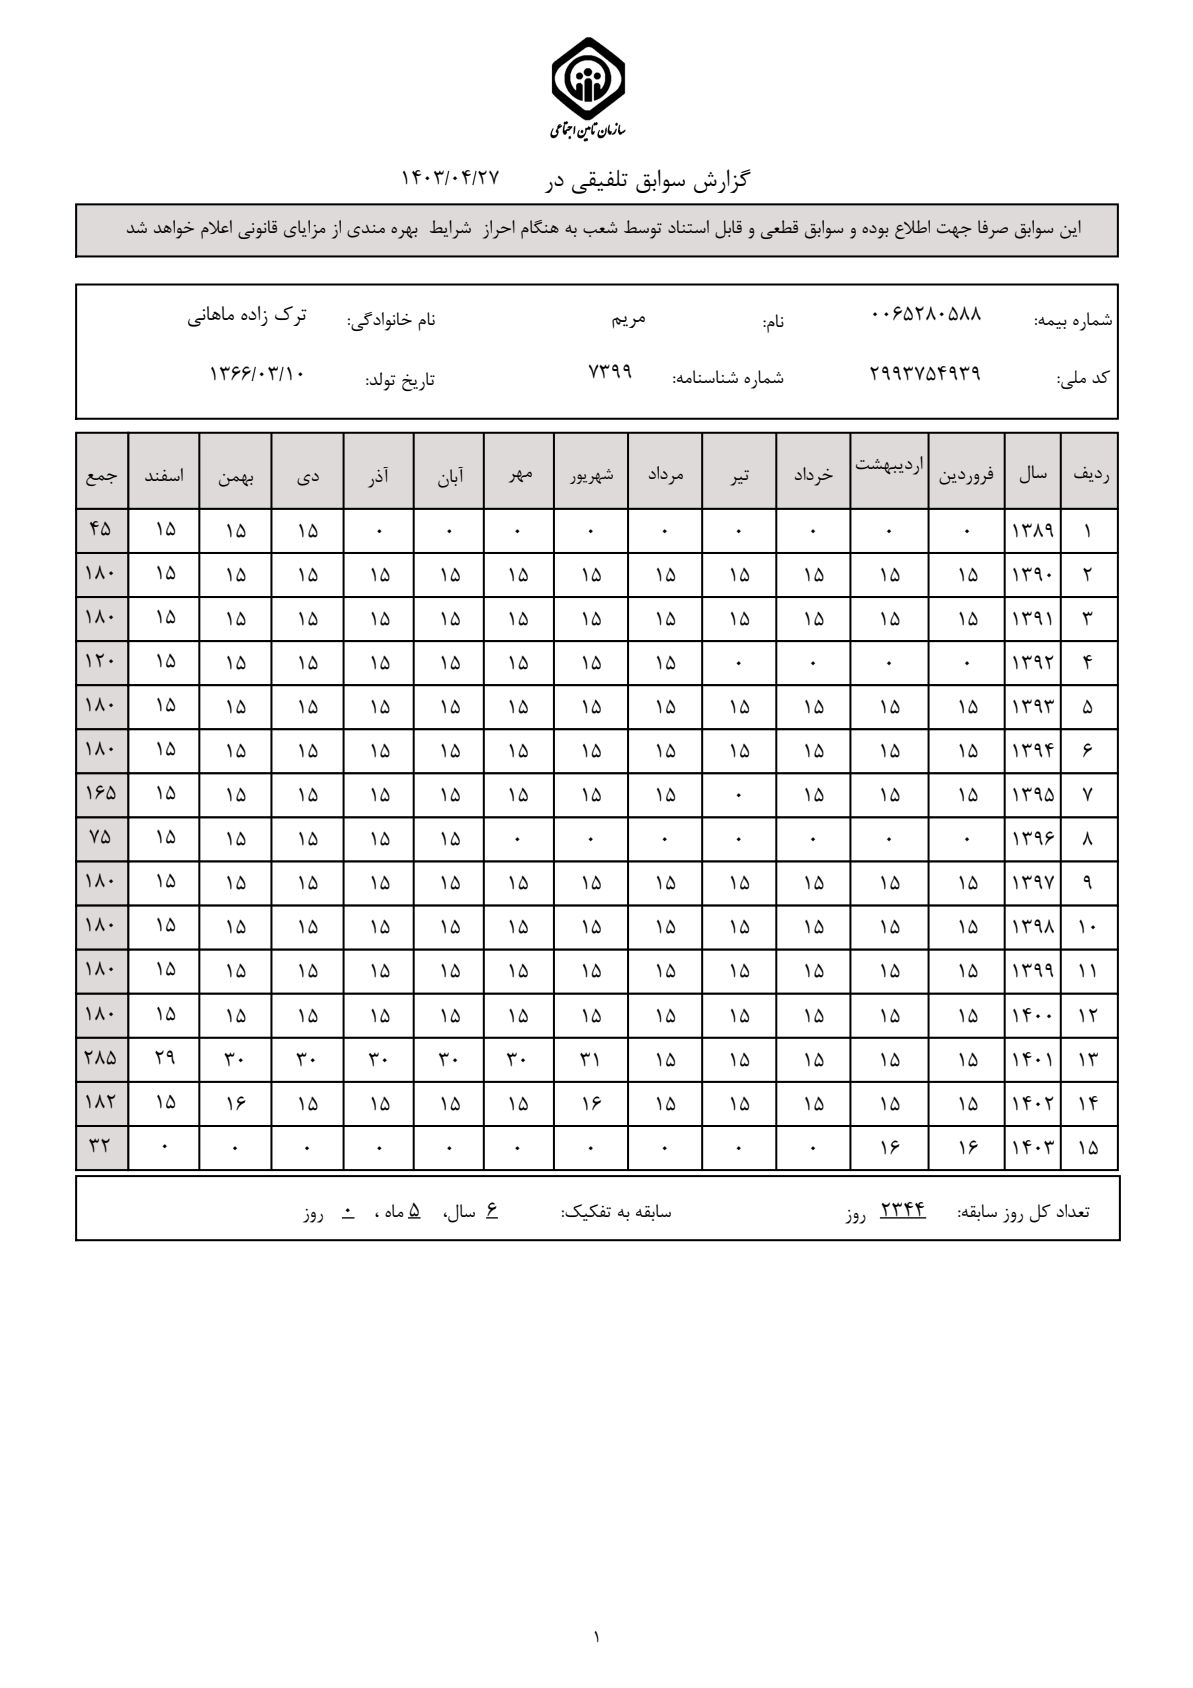 سازمان تأمین اجتماعی
گزارش سوابق تلفیقی در ۱۴۰۳/۰۴/۲۷
این سوابق صرفا جهت اطلاع بوده و سوابق قطعی و قابل استناد توسط شعب به هنگام احراز شرایط بهره مندی از مزایای قانونی اعلام خواهد شد
شماره بیمه: ۰۰۶۵۲۸۰۵۸۸ نام: مریم نام خانوادگی: ترک زاده ماهانی
کد ملی: ۲۹۹۳۷۵۴۹۳۹ شماره شناسنامه: ۷۳۹۹ تاریخ تولد: ۱۳۶۶/۰۳/۱۰
ردیف سال فروردین اردیبهشت خرداد تیر مرداد شهریور مهر آبان آذر دی بهمن اسفند جمع
۱ ۱۳۸۹ ۰ ۰ ۰ ۰ ۰ ۰ ۰ ۰ ۰ ۱۵ ۱۵ ۱۵ ۴۵
۲ ۱۳۹۰ ۱۵ ۱۵ ۱۵ ۱۵ ۱۵ ۱۵ ۱۵ ۱۵ ۱۵ ۱۵ ۱۵ ۱۵ ۱۸۰
۳ ۱۳۹۱ ۱۵ ۱۵ ۱۵ ۱۵ ۱۵ ۱۵ ۱۵ ۱۵ ۱۵ ۱۵ ۱۵ ۱۵ ۱۸۰
۴ ۱۳۹۲ ۰ ۰ ۰ ۰ ۱۵ ۱۵ ۱۵ ۱۵ ۱۵ ۱۵ ۱۵ ۱۵ ۱۲۰
۵ ۱۳۹۳ ۱۵ ۱۵ ۱۵ ۱۵ ۱۵ ۱۵ ۱۵ ۱۵ ۱۵ ۱۵ ۱۵ ۱۵ ۱۸۰
۶ ۱۳۹۴ ۱۵ ۱۵ ۱۵ ۱۵ ۱۵ ۱۵ ۱۵ ۱۵ ۱۵ ۱۵ ۱۵ ۱۵ ۱۸۰
۷ ۱۳۹۵ ۱۵ ۱۵ ۱۵ ۰ ۱۵ ۱۵ ۱۵ ۱۵ ۱۵ ۱۵ ۱۵ ۱۵ ۱۶۵
۸ ۱۳۹۶ ۰ ۰ ۰ ۰ ۰ ۰ ۰ ۱۵ ۱۵ ۱۵ ۱۵ ۱۵ ۷۵
۹ ۱۳۹۷ ۱۵ ۱۵ ۱۵ ۱۵ ۱۵ ۱۵ ۱۵ ۱۵ ۱۵ ۱۵ ۱۵ ۱۵ ۱۸۰
۱۰ ۱۳۹۸ ۱۵ ۱۵ ۱۵ ۱۵ ۱۵ ۱۵ ۱۵ ۱۵ ۱۵ ۱۵ ۱۵ ۱۵ ۱۸۰
۱۱ ۱۳۹۹ ۱۵ ۱۵ ۱۵ ۱۵ ۱۵ ۱۵ ۱۵ ۱۵ ۱۵ ۱۵ ۱۵ ۱۵ ۱۸۰
۱۲ ۱۴۰۰ ۱۵ ۱۵ ۱۵ ۱۵ ۱۵ ۱۵ ۱۵ ۱۵ ۱۵ ۱۵ ۱۵ ۱۵ ۱۸۰
۱۳ ۱۴۰۱ ۱۵ ۱۵ ۱۵ ۱۵ ۱۵ ۳۱ ۳۰ ۳۰ ۳۰ ۳۰ ۳۰ ۲۹ ۲۸۵
۱۴ ۱۴۰۲ ۱۵ ۱۵ ۱۵ ۱۵ ۱۵ ۱۶ ۱۵ ۱۵ ۱۵ ۱۵ ۱۶ ۱۵ ۱۸۲
۱۵ ۱۴۰۳ ۱۶ ۱۶ ۰ ۰ ۰ ۰ ۰ ۰ ۰ ۰ ۰ ۰ ۳۲
تعداد کل روز سابقه: ۲۳۴۴ روز سابقه به تفکیک: ۶ سال، ۵ ماه ، ۰ روز
۱